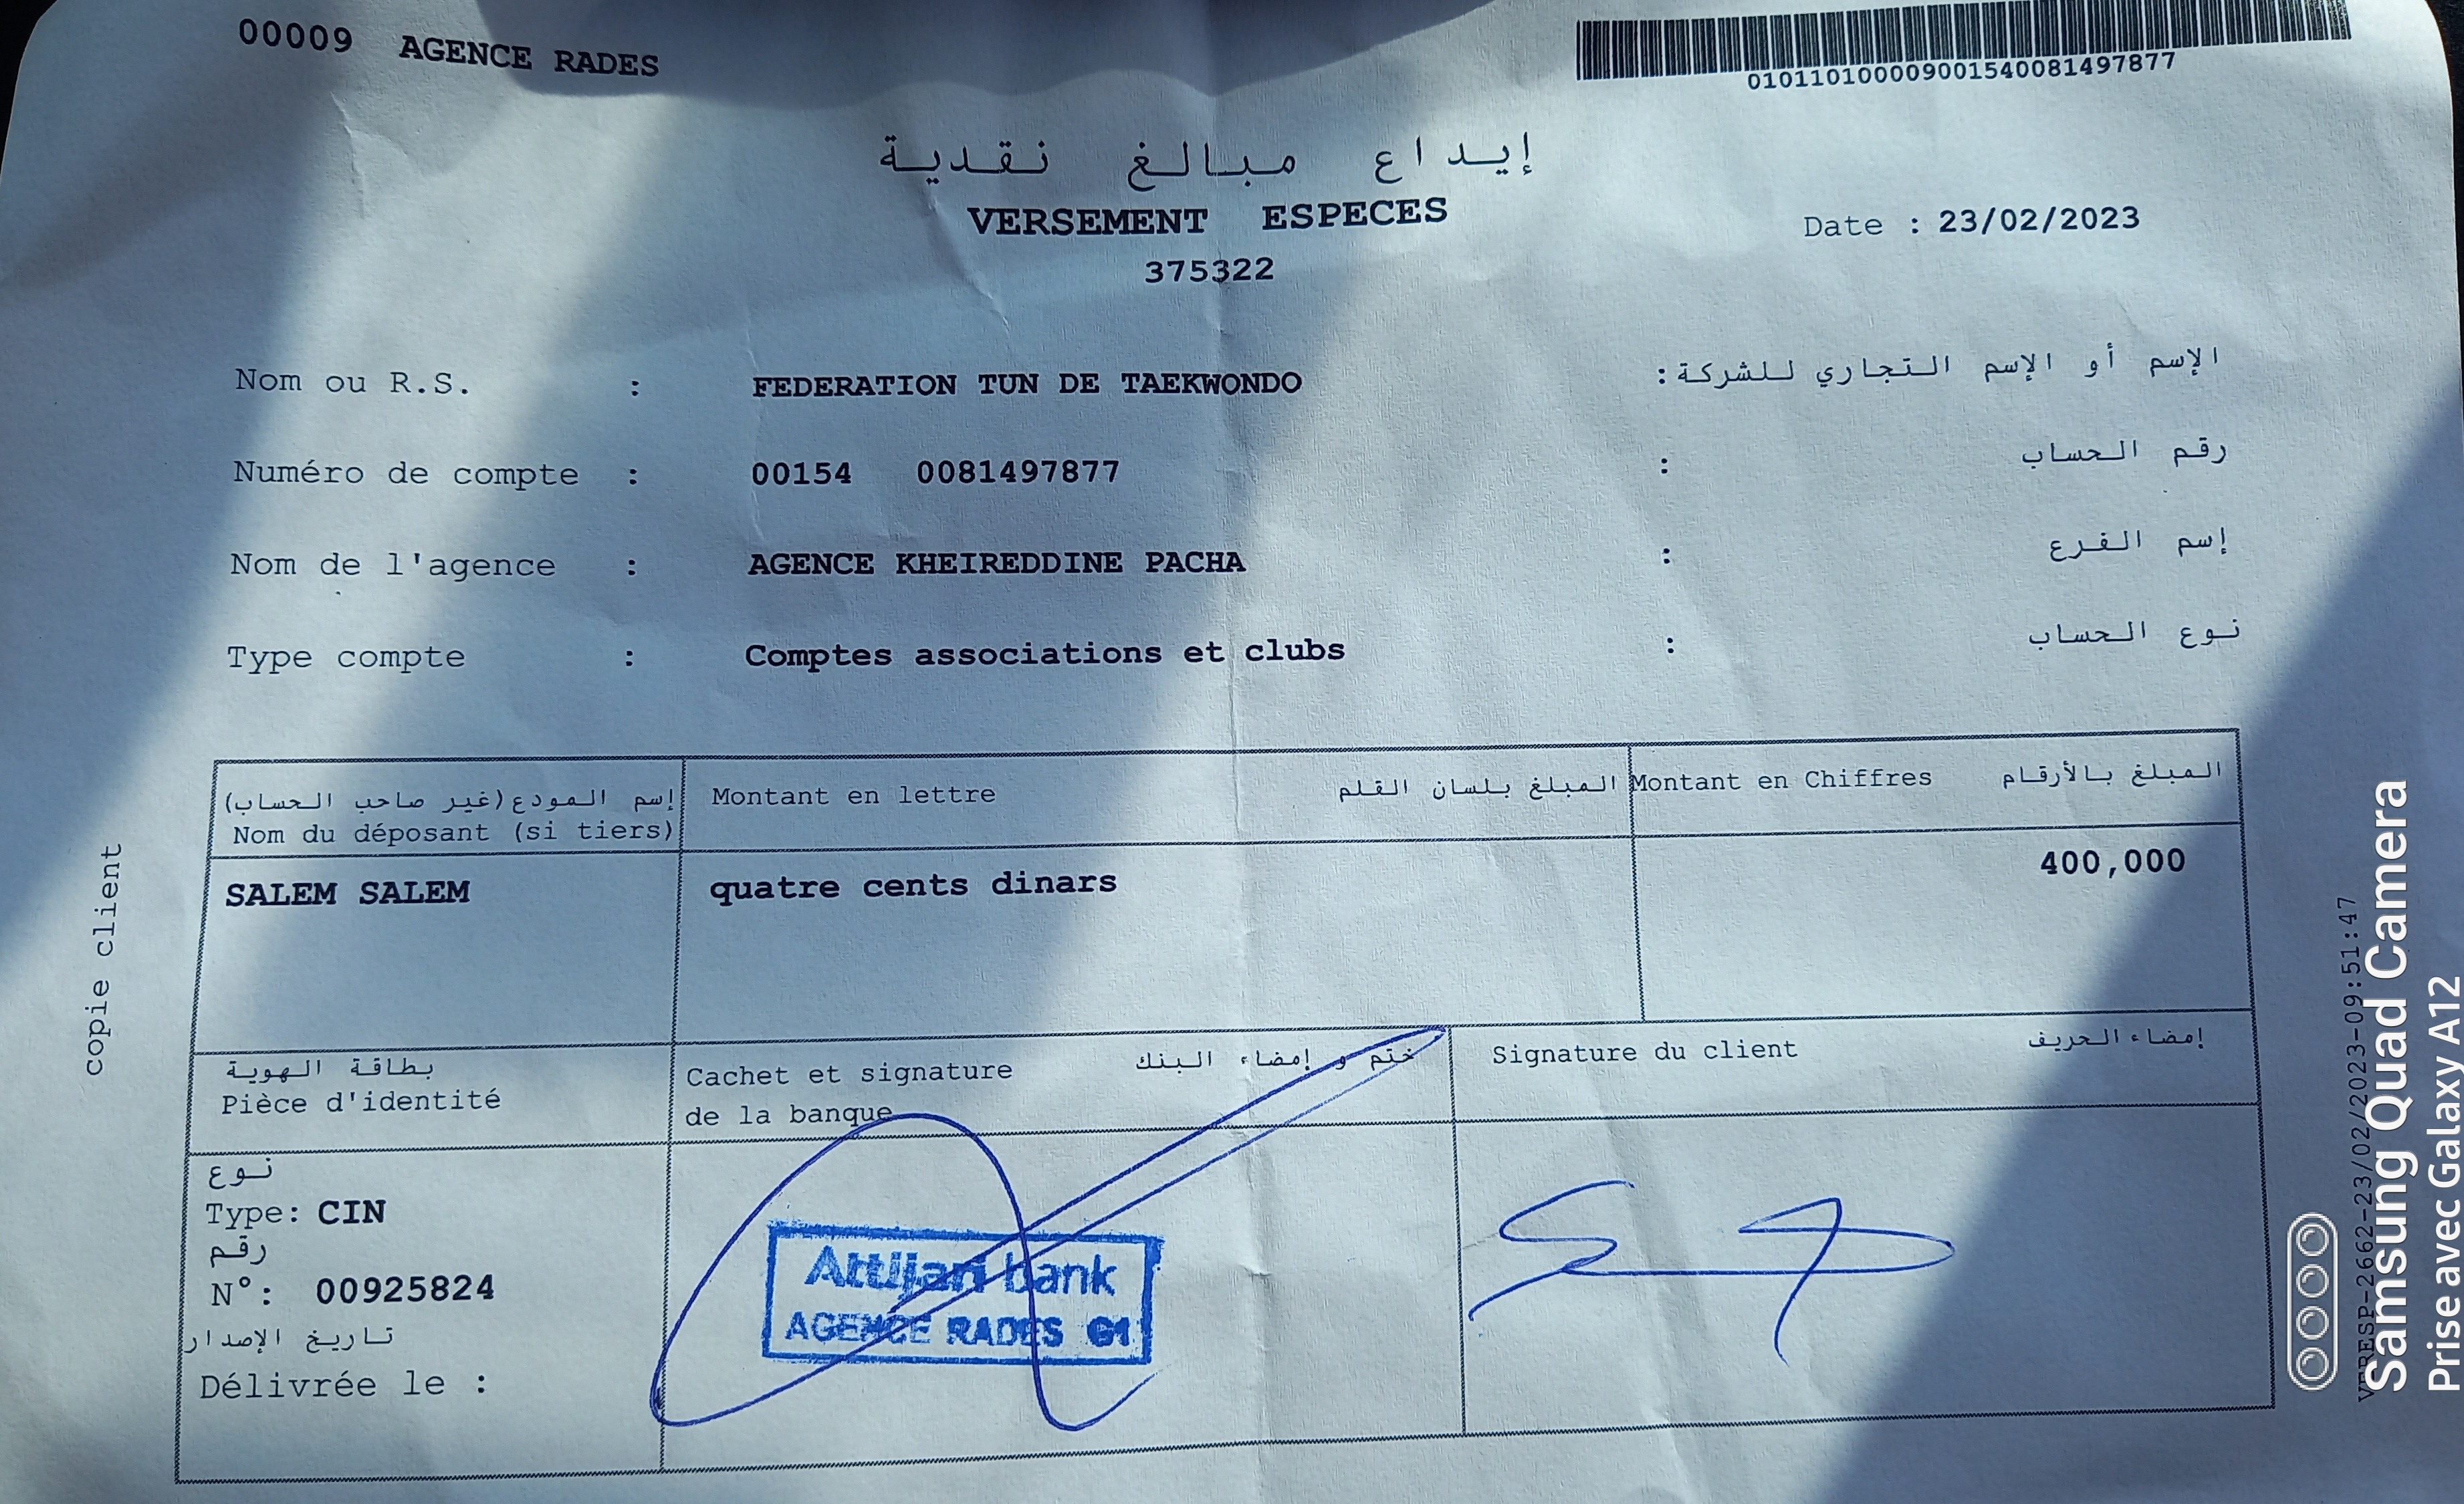 00009 AGENCE RADES
010110100009001540081497877
إيداع مبالغ نقدية
VERSEMENT ESPECES
Date : 23/02/2023
375322
Nom ou R.S. : FEDERATION TUN DE TAEKWONDO الإسم أو الإسم التجاري للشركة :
Numéro de compte : 00154 0081497877 رقم الحساب :
Nom de l'agence : AGENCE KHEIREDDINE PACHA إسم الفرع :
Type compte : Comptes associations et clubs نوع الحساب :
إسم المودع (غير صاحب الحساب)
Nom du déposant (si tiers)
Montant en lettre المبلغ بلسان القلم
Montant en Chiffres المبلغ بالأرقام
SALEM SALEM
quatre cents dinars
400,000
بطاقة الهوية
Pièce d'identité
Cachet et signature ختم و إمضاء البنك
de la banque
Signature du client إمضاء الحريف
نوع
Type: CIN
رقم
N°: 00925824
تاريخ الإصدار
Délivrée le :
Attijari bank
AGENCE RADES G1
copie client
VERESP-2662-23/02/2023-09:51:47
Samsung Quad Camera
Prise avec Galaxy A12